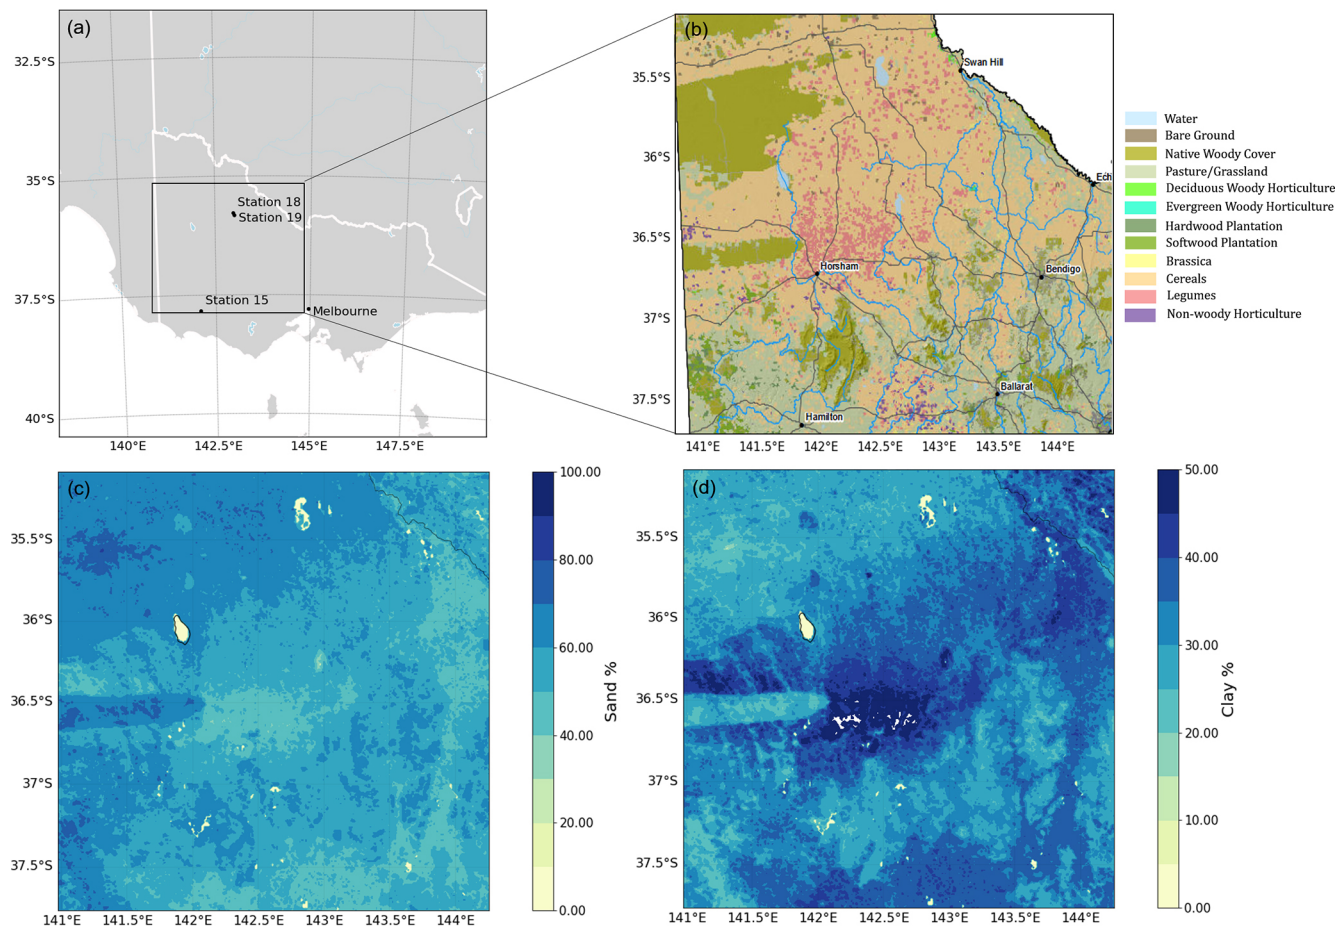 (a)
32.5°S
35°S
37.5°S
40°S
Station 18
Station 19
Station 15
Melbourne
140°E
142.5°E
145°E
147.5°E
(b)
35.5°S
36°S
36.5°S
37°S
37.5°S
Swan Hill
Ech
Horsham
Bendigo
Ballarat
Hamilton
141°E
141.5°E
142°E
142.5°E
143°E
143.5°E
144°E
Water
Bare Ground
Native Woody Cover
Pasture/Grassland
Deciduous Woody Horticulture
Evergreen Woody Horticulture
Hardwood Plantation
Softwood Plantation
Brassica
Cereals
Legumes
Non-woody Horticulture
(c)
35.5°S
36°S
36.5°S
37°S
37.5°S
141°E
141.5°E
142°E
142.5°E
143°E
143.5°E
144°E
100.00
80.00
60.00
40.00
20.00
0.00
Sand %
(d)
35.5°S
36°S
36.5°S
37°S
37.5°S
141°E
141.5°E
142°E
142.5°E
143°E
143.5°E
144°E
50.00
40.00
30.00
20.00
10.00
0.00
Clay %